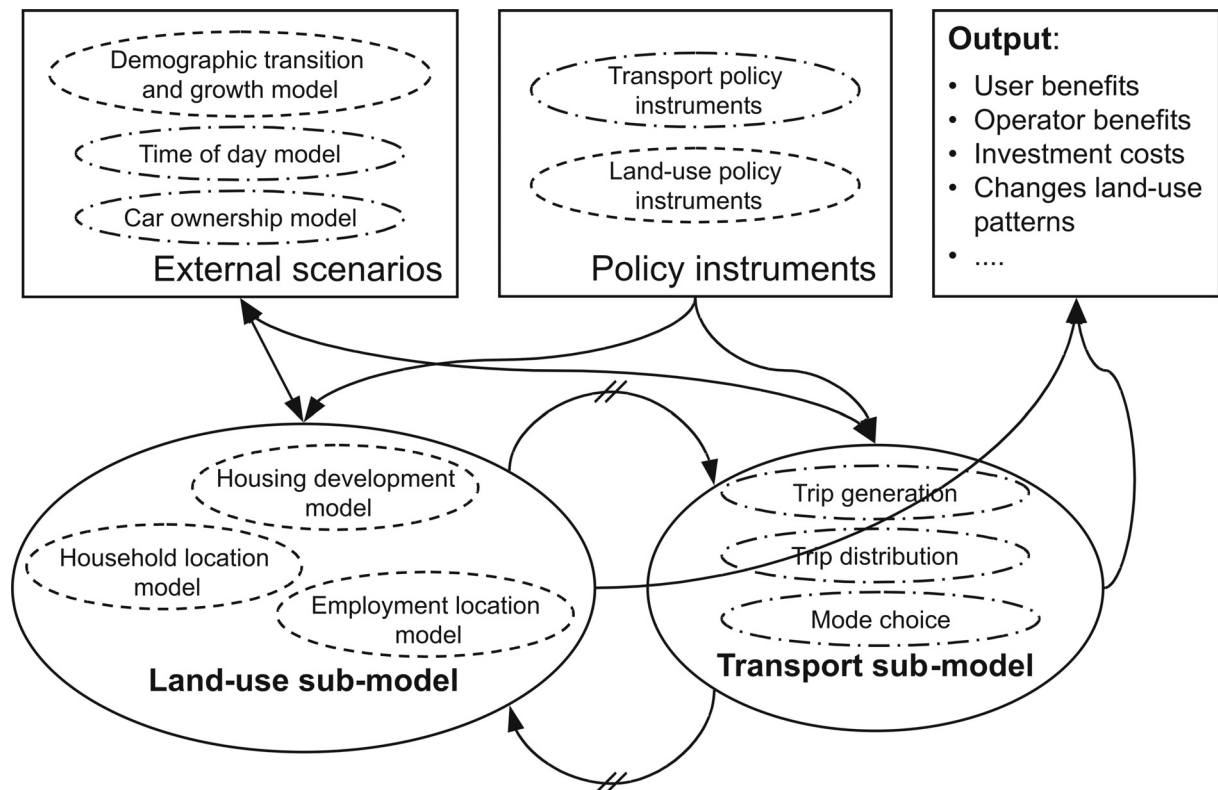 Demographic transition
and growth model
Time of day model
Car ownership model
External scenarios
Transport policy
instruments
Land-use policy
instruments
Policy instruments
Output:
• User benefits
• Operator benefits
• Investment costs
• Changes land-use
patterns
• ....
Housing development
model
Household location
model
Employment location
model
Land-use sub-model
Trip generation
Trip distribution
Mode choice
Transport sub-model